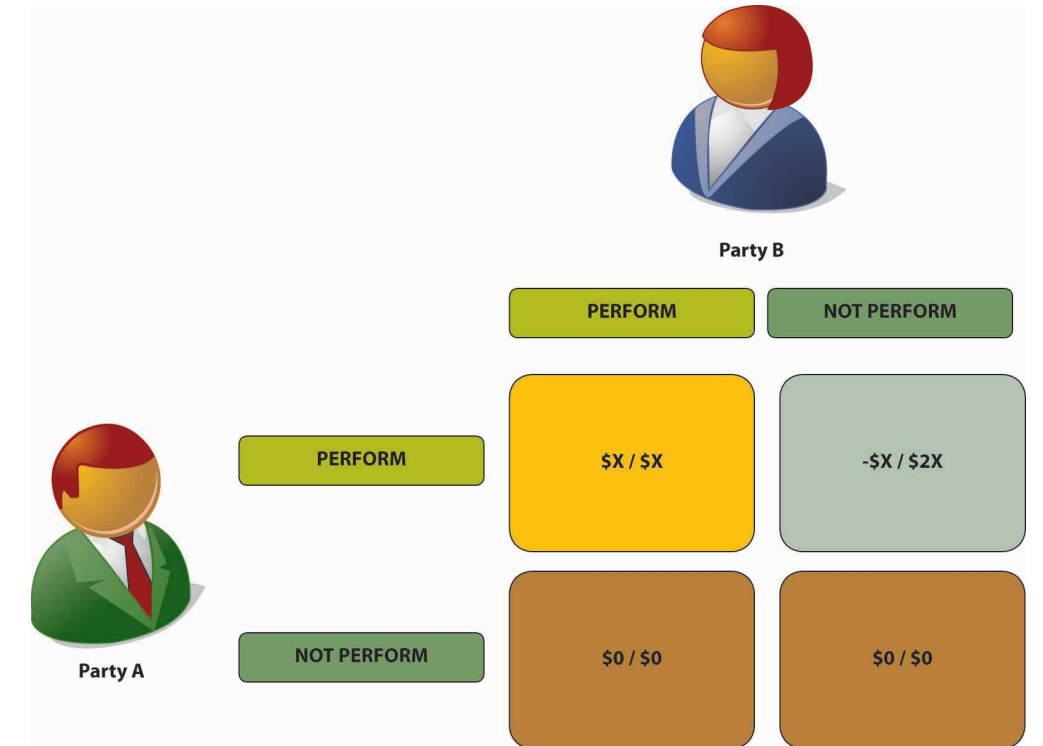 Party B
PERFORM
NOT PERFORM
PERFORM
$X / $X
-$X / $2X
Party A
NOT PERFORM
$0 / $0
$0 / $0